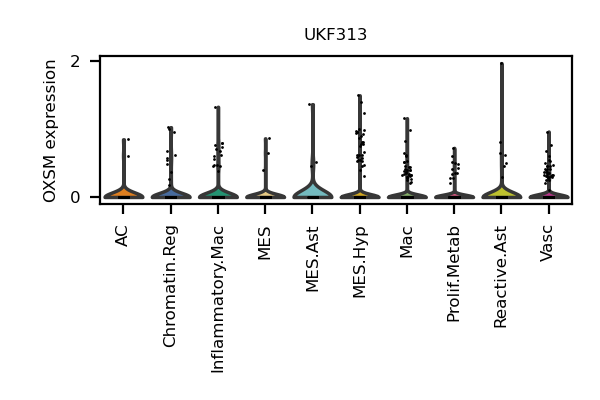 UKF313
OXSM expression
2
0
AC
Chromatin.Reg
Inflammatory.Mac
MES
MES.Ast
MES.Hyp
Mac
Prolif.Metab
Reactive.Ast
Vasc